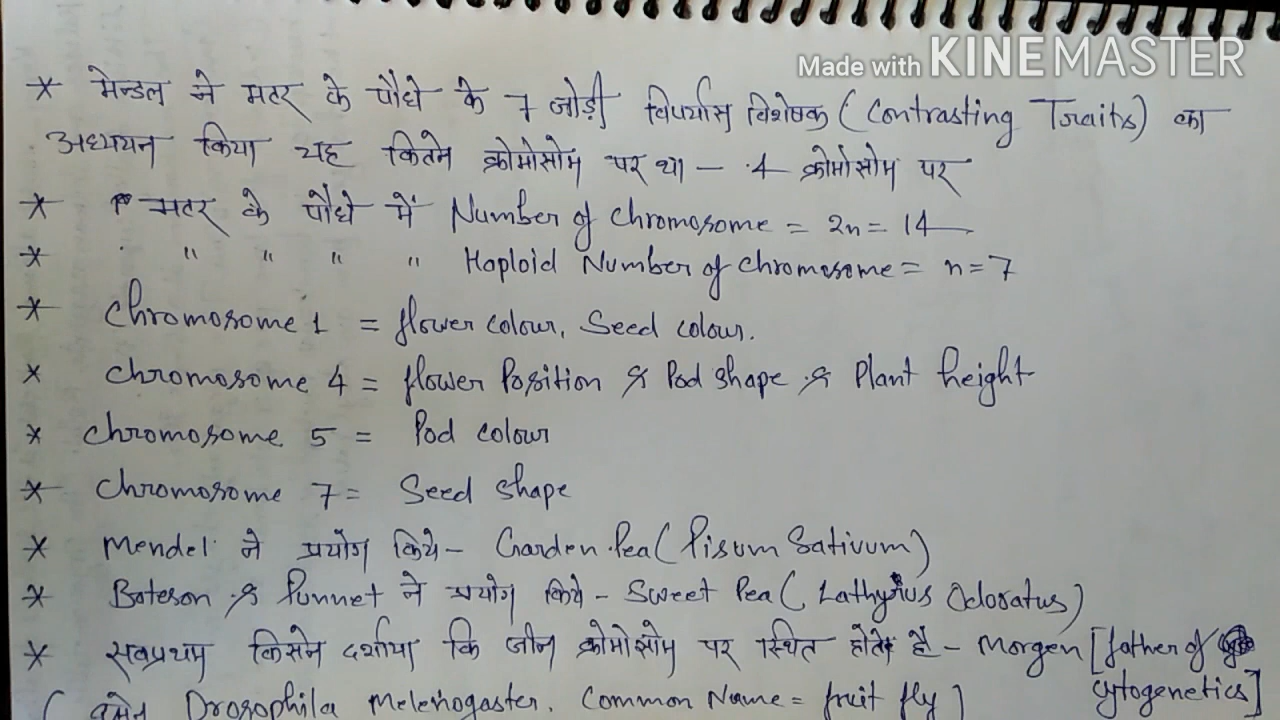 Made with KINEMASTER
* मेन्डल ने मटर के पौधे के 7 जोड़ी विपर्यास विशेषक (Contrasting Traits) का
अध्ययन किया यह कितने क्रोमोसोम पर था – 4 क्रोमोसोम पर
* मटर के पौधे में Number of chromosome = 2n = 14
* " " " " Haploid Number of chromosome = n=7
* Chromosome 1 = flower colour, Seed colour.
* Chromosome 4 = flower Position & Pod shape & Plant height
* Chromosome 5 = Pod colour
* Chromosome 7 = Seed shape
* Mendel ने प्रयोग किये – Garden Pea (Pisum Sativum)
* Bateson & Punnet ने प्रयोग किये – Sweet Pea (Lathyrius Odoratus)
* सवप्रथम किसने दर्शाया कि जीन क्रोमोसोम पर स्थित होते है – Morgen [father of
cytogenetics]
( Drosophila Melenogaster. Common Name = fruit fly )